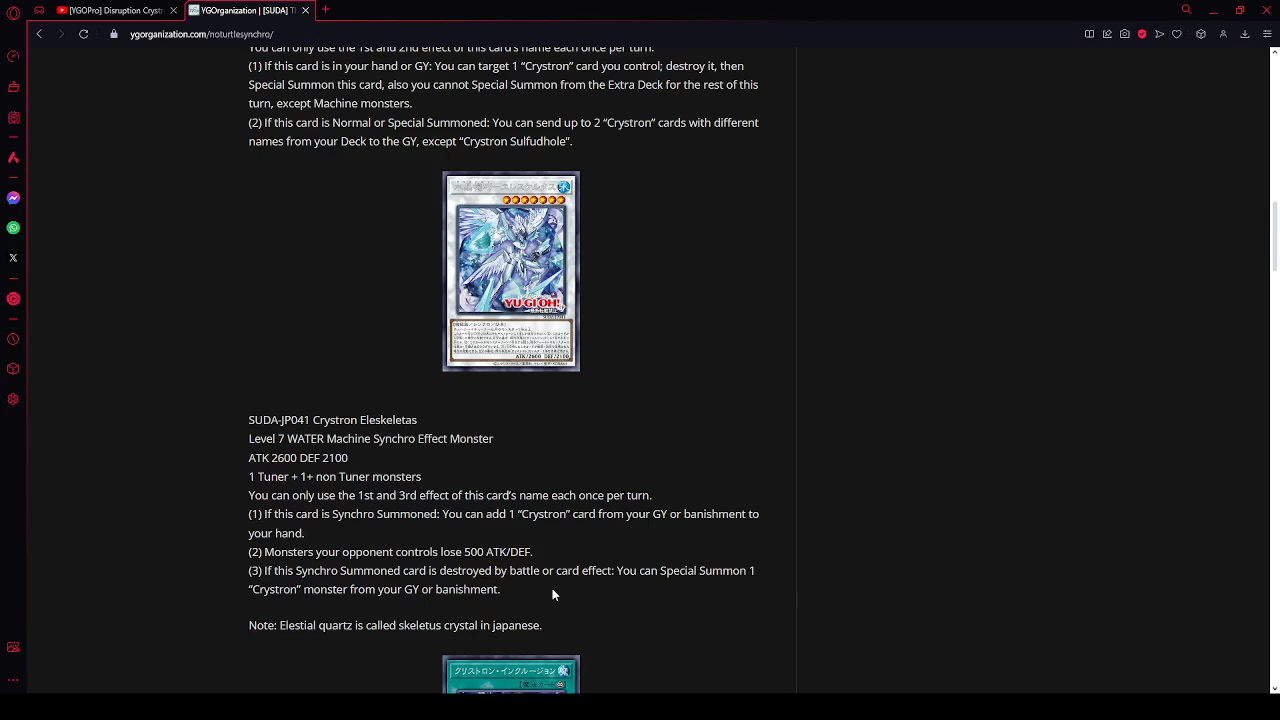 [YGOPro] Disruption Crystr
YGOrganization | [SUDA] T
ygorganization.com/noturtlesynchro/
You can only use the 1st and 2nd effect of this card's name each once per turn.
(1) If this card is in your hand or GY: You can target 1 “Crystron” card you control; destroy it, then
Special Summon this card, also you cannot Special Summon from the Extra Deck for the rest of this
turn, except Machine monsters.
(2) If this card is Normal or Special Summoned: You can send up to 2 “Crystron” cards with different
names from your Deck to the GY, except “Crystron Sulfudhole”.
YU-GI-OH!
ATK/2600 DEF/2100
SUDA-JP041 Crystron Eleskeletas
Level 7 WATER Machine Synchro Effect Monster
ATK 2600 DEF 2100
1 Tuner + 1+ non Tuner monsters
You can only use the 1st and 3rd effect of this card’s name each once per turn.
(1) If this card is Synchro Summoned: You can add 1 “Crystron” card from your GY or banishment to
your hand.
(2) Monsters your opponent controls lose 500 ATK/DEF.
(3) If this Synchro Summoned card is destroyed by battle or card effect: You can Special Summon 1
“Crystron” monster from your GY or banishment.
Note: Elestial quartz is called skeletus crystal in japanese.
クリストロン・インクルージョン